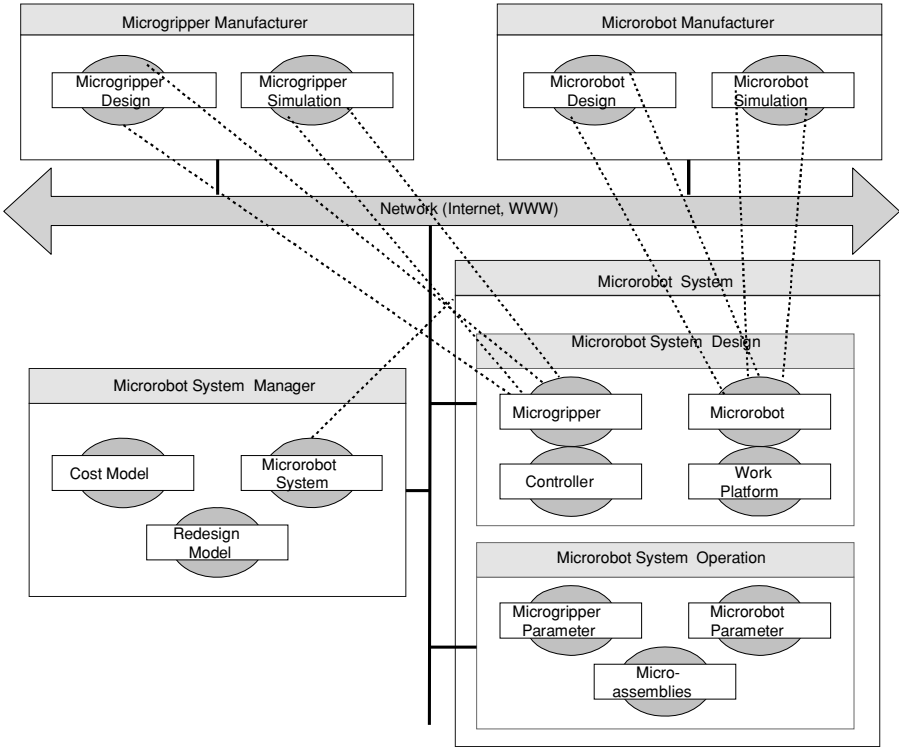 Microgripper Manufacturer
Microgripper
Design
Microgripper
Simulation
Microrobot Manufacturer
Microrobot
Design
Microrobot
Simulation
Network (Internet, WWW)
Microrobot System
Microrobot System Design
Microgripper
Microrobot
Controller
Work
Platform
Microrobot System Manager
Cost Model
Microrobot
System
Redesign
Model
Microrobot System Operation
Microgripper
Parameter
Microrobot
Parameter
Micro-
assemblies